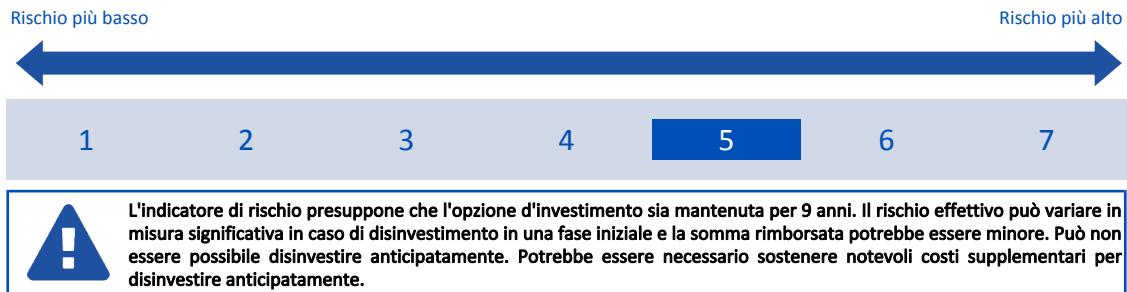 Rischio più basso Rischio più alto
1 2 3 4 5 6 7
L'indicatore di rischio presuppone che l'opzione d'investimento sia mantenuta per 9 anni. Il rischio effettivo può variare in
misura significativa in caso di disinvestimento in una fase iniziale e la somma rimborsata potrebbe essere minore. Può non
essere possibile disinvestire anticipatamente. Potrebbe essere necessario sostenere notevoli costi supplementari per
disinvestire anticipatamente.